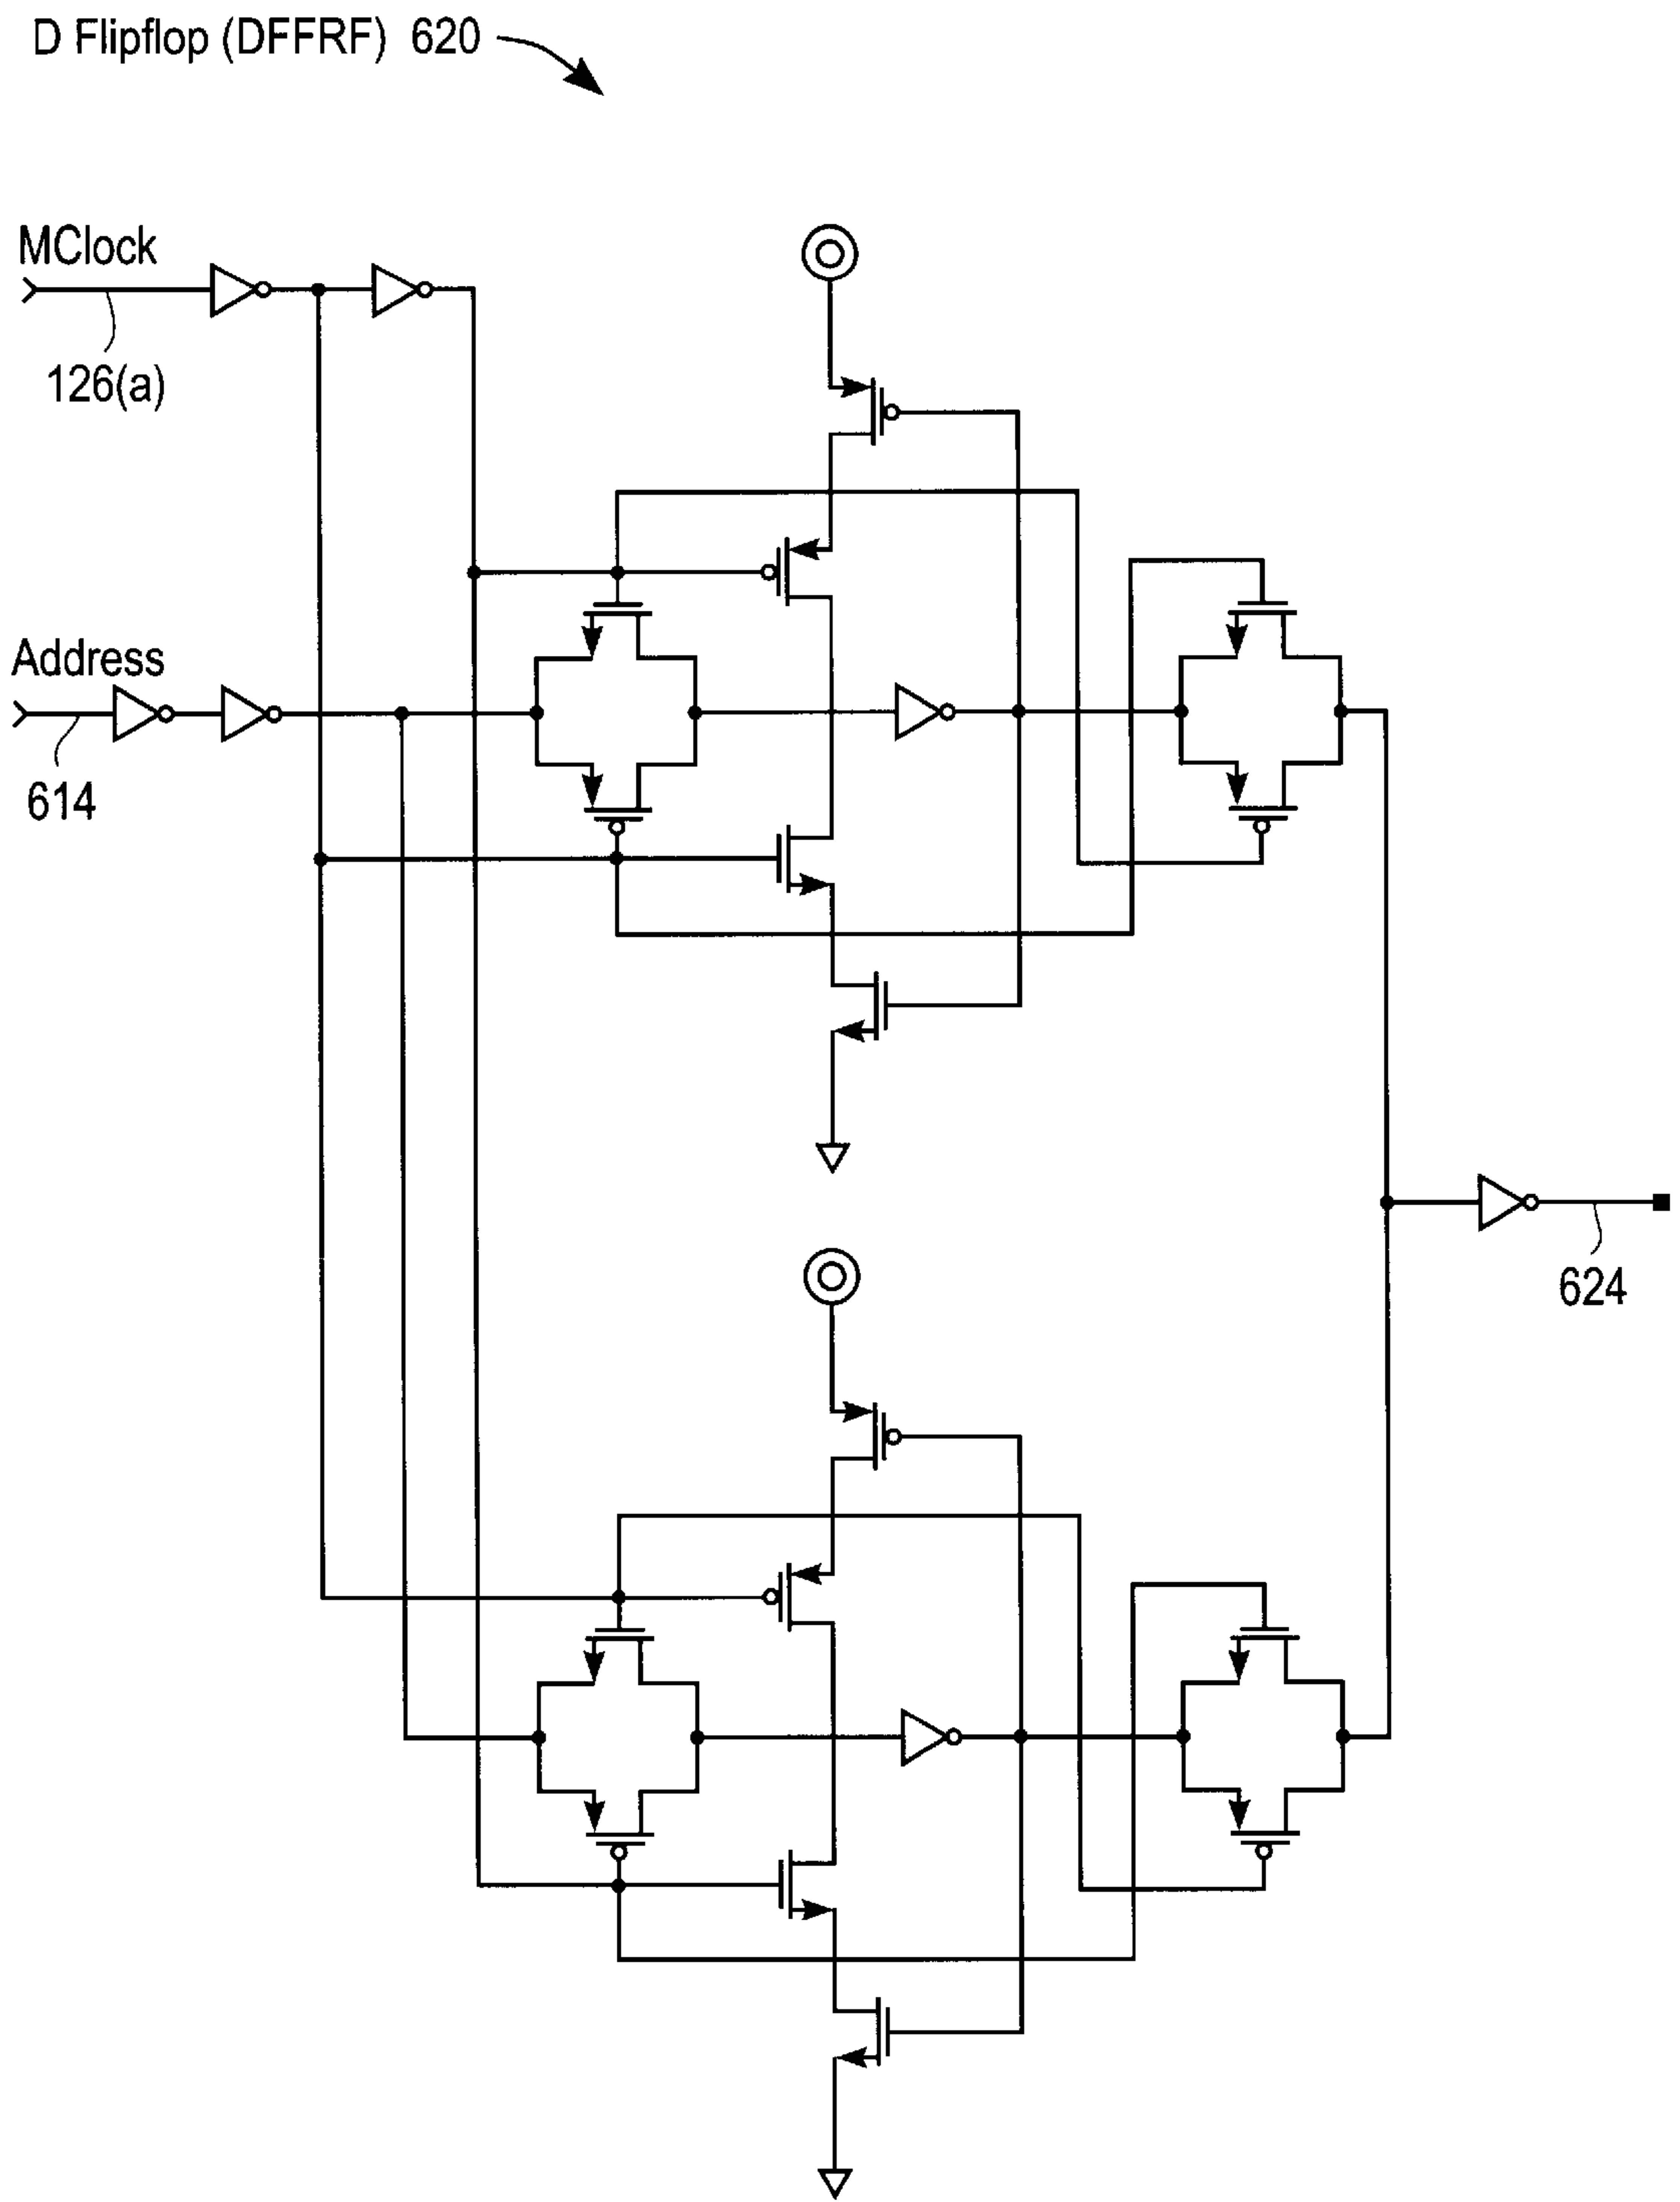 D Flipflop (DFFRF) 620
MClock
126(a)
Address
614
624